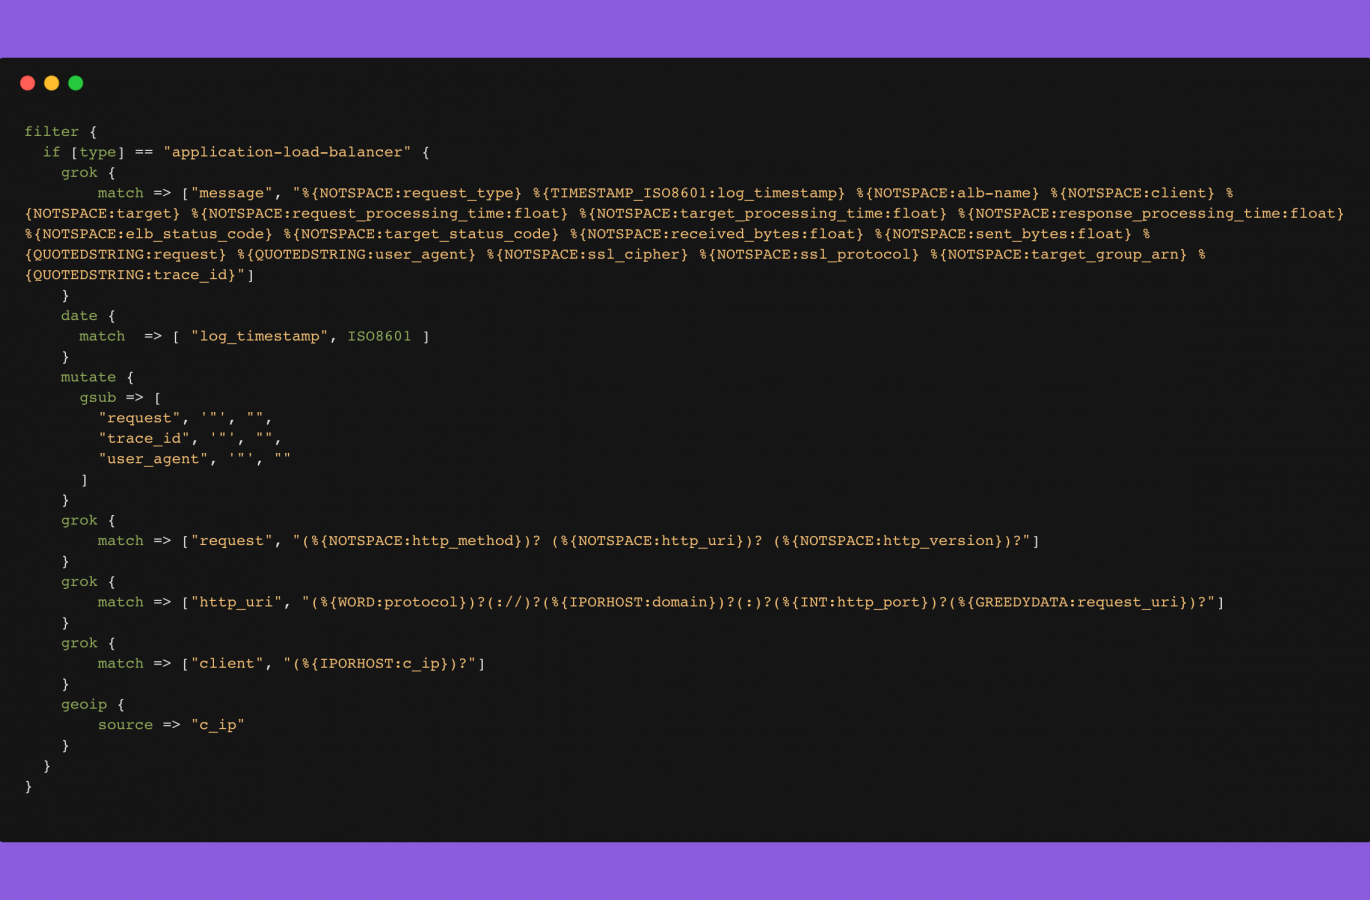 filter {
  if [type] == "application-load-balancer" {
    grok {
        match => ["message", "%{NOTSPACE:request_type} %{TIMESTAMP_ISO8601:log_timestamp} %{NOTSPACE:alb-name} %{NOTSPACE:client} %
{NOTSPACE:target} %{NOTSPACE:request_processing_time:float} %{NOTSPACE:target_processing_time:float} %{NOTSPACE:response_processing_time:float}
%{NOTSPACE:elb_status_code} %{NOTSPACE:target_status_code} %{NOTSPACE:received_bytes:float} %{NOTSPACE:sent_bytes:float} %
{QUOTEDSTRING:request} %{QUOTEDSTRING:user_agent} %{NOTSPACE:ssl_cipher} %{NOTSPACE:ssl_protocol} %{NOTSPACE:target_group_arn} %
{QUOTEDSTRING:trace_id}"]
    }
    date {
      match  => [ "log_timestamp", ISO8601 ]
    }
    mutate {
      gsub => [
        "request", '"', "",
        "trace_id", '"', "",
        "user_agent", '"', ""
      ]
    }
    grok {
        match => ["request", "(%{NOTSPACE:http_method})? (%{NOTSPACE:http_uri})? (%{NOTSPACE:http_version})?"]
    }
    grok {
        match => ["http_uri", "(%{WORD:protocol})?(://)?(%{IPORHOST:domain})?(:)?(%{INT:http_port})?(%{GREEDYDATA:request_uri})?"]
    }
    grok {
        match => ["client", "(%{IPORHOST:c_ip})?"]
    }
    geoip {
        source => "c_ip"
    }
  }
}